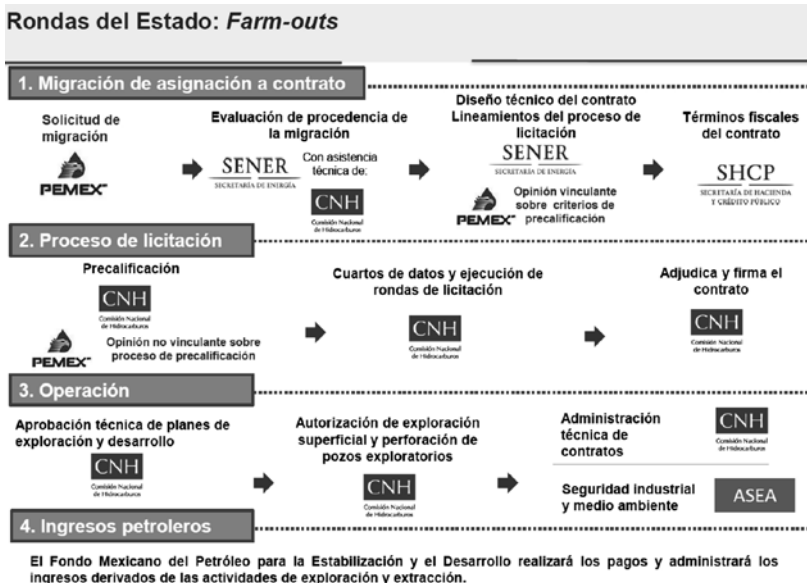 Rondas del Estado: Farm-outs
1. Migración de asignación a contrato
Solicitud de
migración
PEMEX
Evaluación de procedencia de
la migración
SENER
SECRETARÍA DE ENERGÍA
Con asistencia
técnica de:
CNH
Comisión Nacional
de Hidrocarburos
Diseño técnico del contrato
Lineamientos del proceso de
licitación
SENER
SECRETARÍA DE ENERGÍA
PEMEX
Opinión vinculante
sobre criterios de
precalificación
Términos fiscales
del contrato
SHCP
SECRETARÍA DE HACIENDA
Y CRÉDITO PÚBLICO
2. Proceso de licitación
Precalificación
CNH
Comisión Nacional
de Hidrocarburos
PEMEX
Opinión no vinculante sobre
proceso de precalificación
Cuartos de datos y ejecución de
rondas de licitación
CNH
Comisión Nacional
de Hidrocarburos
Adjudica y firma el
contrato
CNH
Comisión Nacional
de Hidrocarburos
3. Operación
Aprobación técnica de planes de
exploración y desarrollo
CNH
Comisión Nacional
de Hidrocarburos
Autorización de exploración
superficial y perforación de
pozos exploratorios
CNH
Comisión Nacional
de Hidrocarburos
Administración
técnica de
contratos
CNH
Comisión Nacional
de Hidrocarburos
Seguridad industrial
y medio ambiente
ASEA
4. Ingresos petroleros
El Fondo Mexicano del Petróleo para la Estabilización y el Desarrollo realizará los pagos y administrará los
ingresos derivados de las actividades de exploración y extracción.